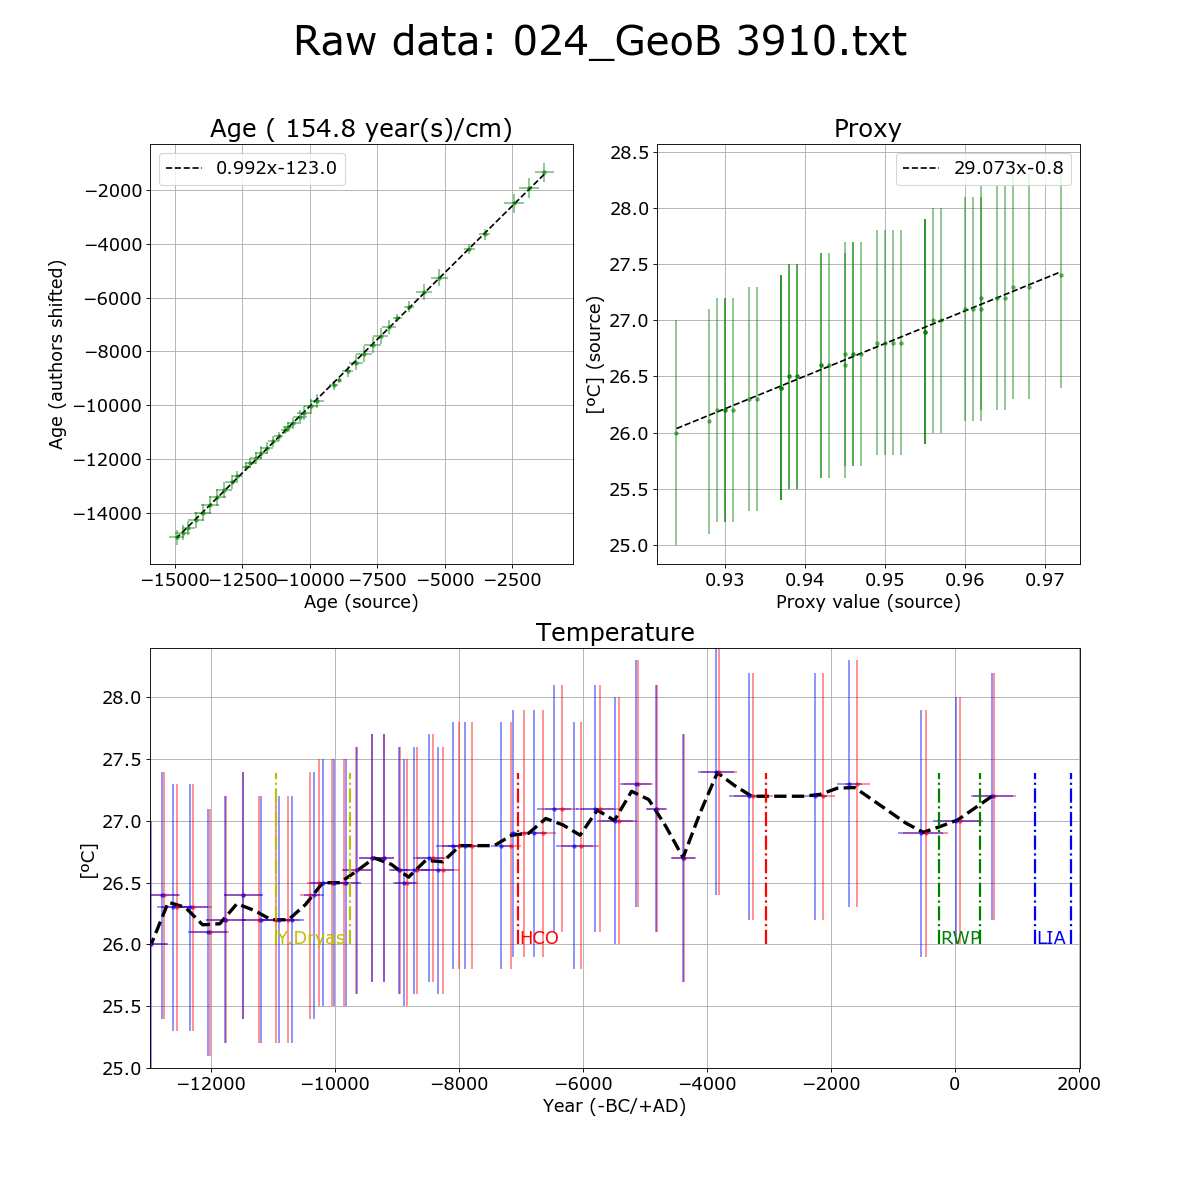 Raw data: 024_GeoB 3910.txt
Age ( 154.8 year(s)/cm)
0.992x-123.0
Age (authors shifted)
−2000
−4000
−6000
−8000
−10000
−12000
−14000
−15000 −12500 −10000 −7500 −5000 −2500
Age (source)
Proxy
29.073x-0.8
[ºC] (source)
28.5
28.0
27.5
27.0
26.5
26.0
25.5
25.0
0.93 0.94 0.95 0.96 0.97
Proxy value (source)
Temperature
[ºC]
28.0
27.5
27.0
26.5
26.0
25.5
25.0
Y.Dryas HCO RWP LIA
−12000 −10000 −8000 −6000 −4000 −2000 0 2000
Year (-BC/+AD)